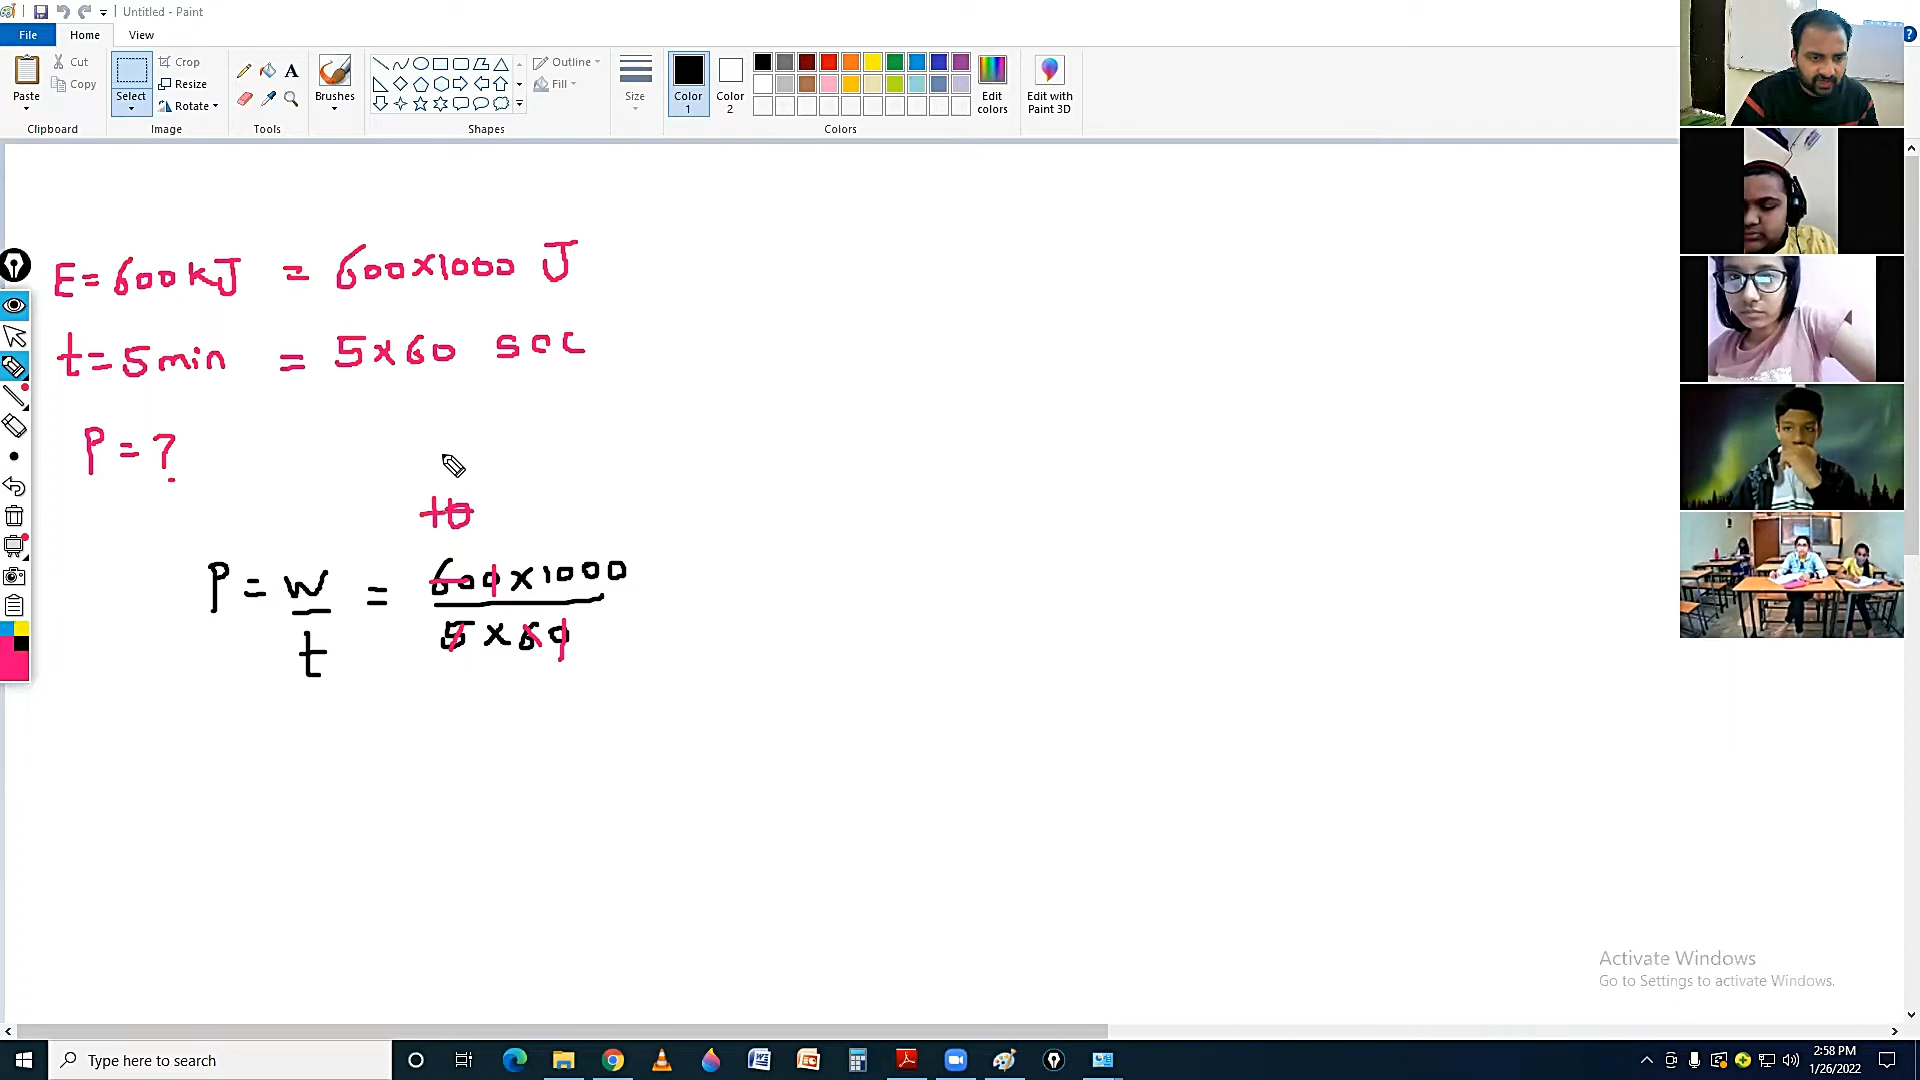 Untitled - Paint
File Home View
Paste
Cut
Copy
Clipboard
Select
Crop
Resize
Rotate
Image
A
Tools
Brushes
Shapes
Outline
Fill
Size
Color 1
Color 2
Colors
Edit colors
Edit with Paint 3D
?
E = 600 kJ = 600 x 1000 J
t = 5 min = 5 x 60 sec
P = ?
10
P = W = 600 x 1000
t 5 x 60
Activate Windows
Go to Settings to activate Windows.
Type here to search
2:58 PM
1/26/2022